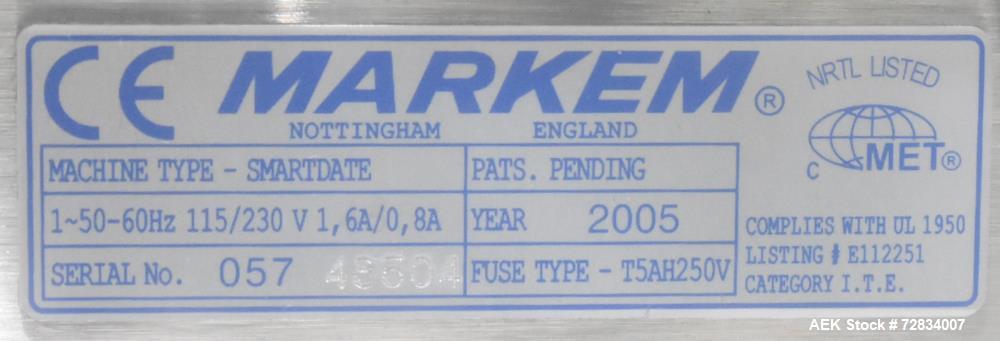 CE MARKEM®
NOTTINGHAM ENGLAND
MACHINE TYPE - SMARTDATE
PATS. PENDING
1~50-60Hz 115/230 V 1,6A/0,8A
YEAR 2005
SERIAL No. 057
FUSE TYPE - T5AH250V
NRTL LISTED
C MET®
COMPLIES WITH UL 1950
LISTING # E112251
CATEGORY I.T.E.
AEK Stock # 72834007